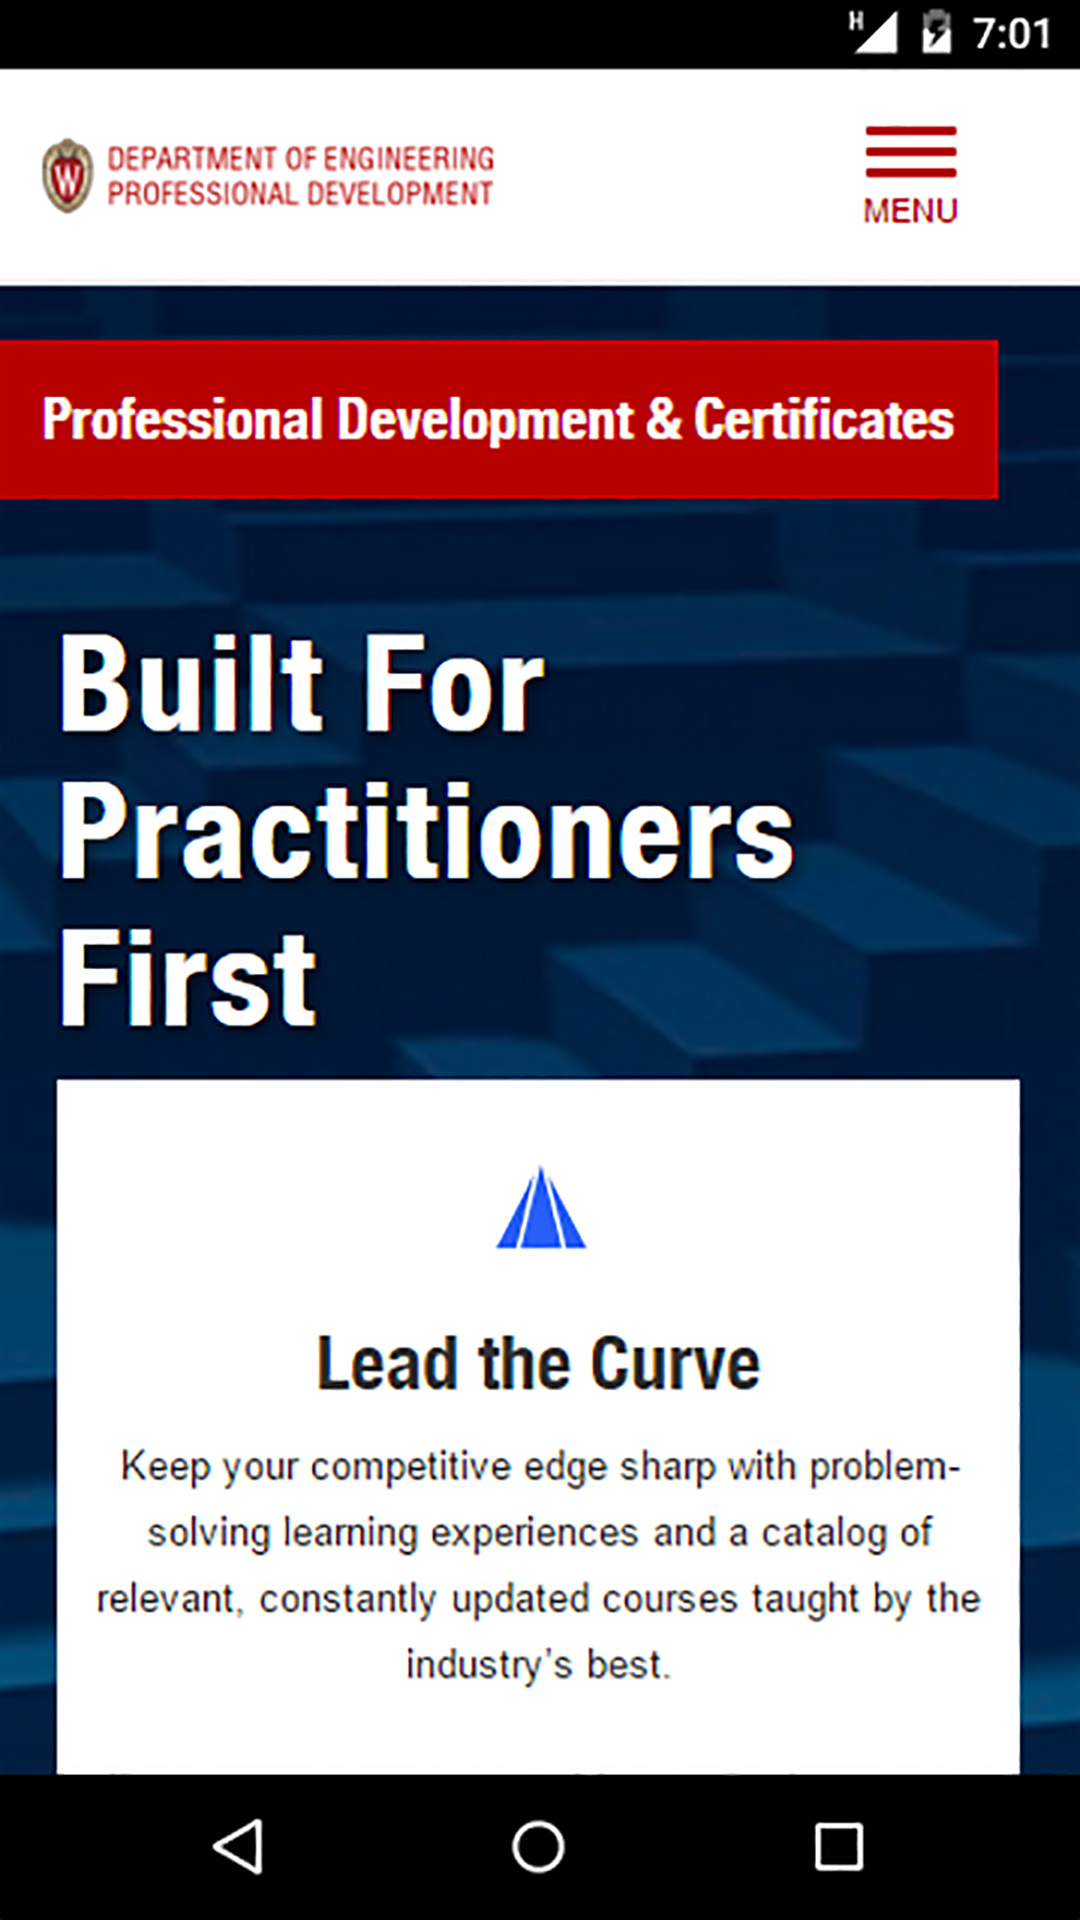 H 7:01
W DEPARTMENT OF ENGINEERING
PROFESSIONAL DEVELOPMENT
MENU
Professional Development & Certificates
Built For
Practitioners
First
Lead the Curve
Keep your competitive edge sharp with problem-
solving learning experiences and a catalog of
relevant, constantly updated courses taught by the
industry's best.